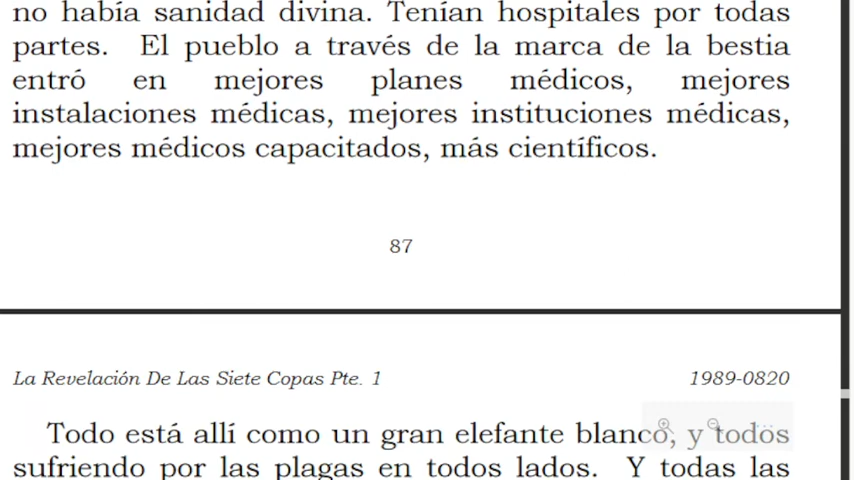 no había sanidad divina. Tenían hospitales por todas
partes. El pueblo a través de la marca de la bestia
entró en mejores planes médicos, mejores
instalaciones médicas, mejores instituciones médicas,
mejores médicos capacitados, más científicos.
87
La Revelación De Las Siete Copas Pte. 1 1989-0820
Todo está allí como un gran elefante blanco, y todos
sufriendo por las plagas en todos lados. Y todas las